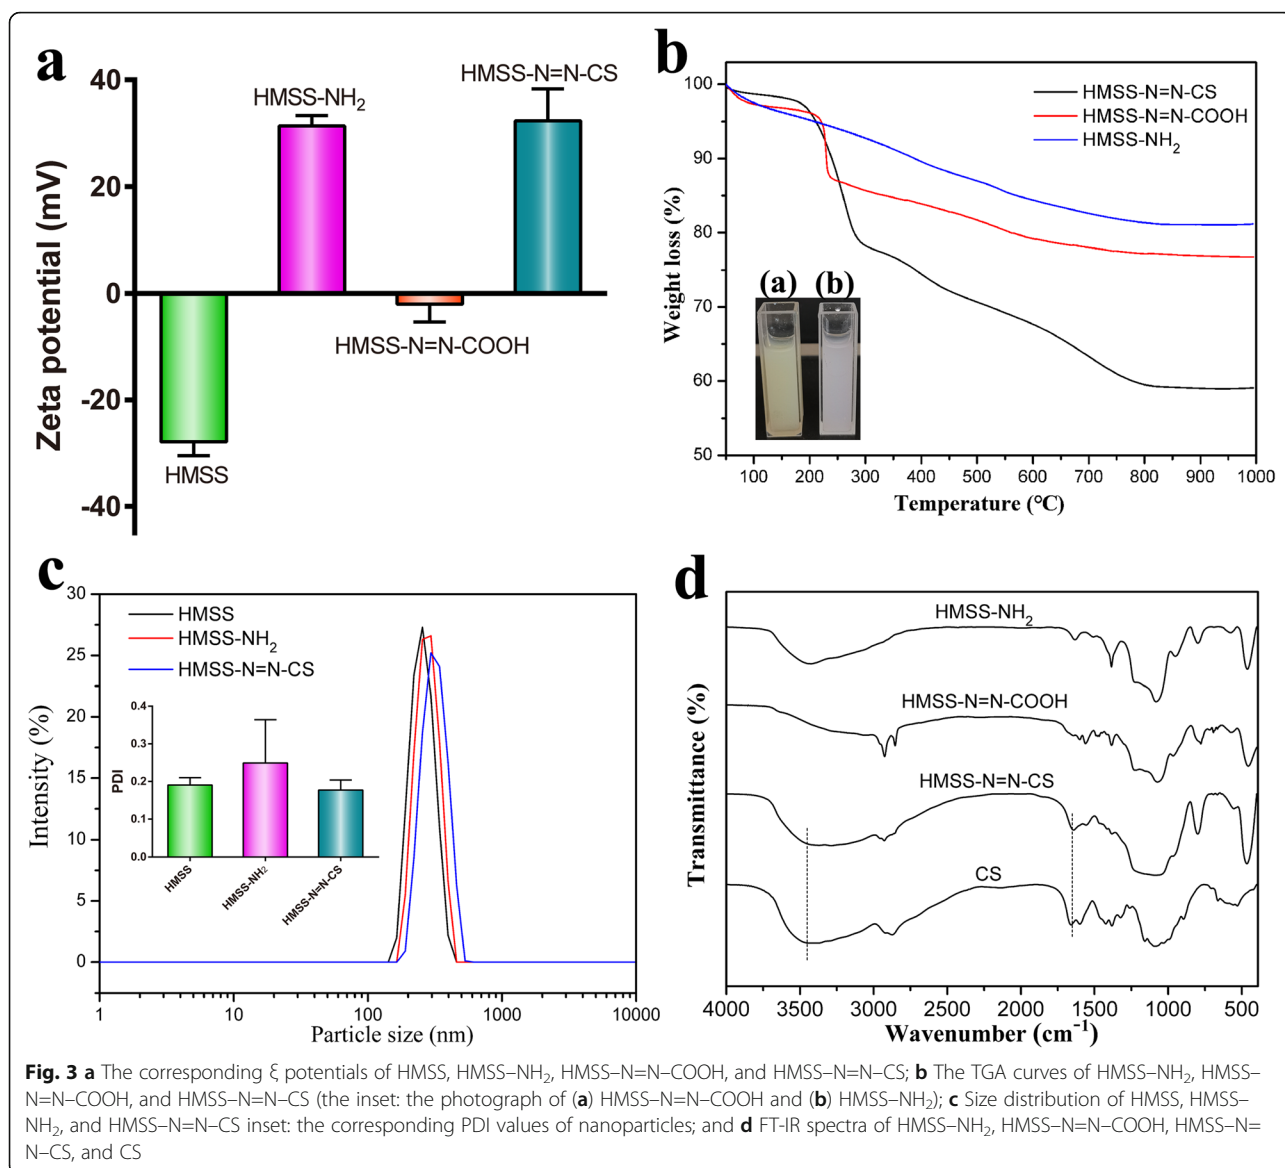 a
Zeta potential (mV)
40
20
0
-20
-40
HMSS
HMSS-NH₂
HMSS-N=N-COOH
HMSS-N=N-CS
b
Weight loss (%)
100
90
80
70
60
50
HMSS-N=N-CS
HMSS-N=N-COOH
HMSS-NH₂
(a) (b)
100 200 300 400 500 600 700 800 900 1000
Temperature (°C)
c
Intensity (%)
30
25
20
15
10
5
0
HMSS
HMSS-NH₂
HMSS-N=N-CS
PDI
0.4
0.3
0.2
0.1
0.0
HMSS
HMSS-NH2
HMSS-N=N-CS
1 10 100 1000 10000
Particle size (nm)
d
Transmittance (%)
HMSS-NH₂
HMSS-N=N-COOH
HMSS-N=N-CS
CS
4000 3500 3000 2500 2000 1500 1000 500
Wavenumber (cm⁻¹)
Fig. 3 a The corresponding ξ potentials of HMSS, HMSS–NH₂, HMSS–N=N–COOH, and HMSS–N=N–CS; b The TGA curves of HMSS–NH₂, HMSS–
N=N–COOH, and HMSS–N=N–CS (the inset: the photograph of (a) HMSS–N=N–COOH and (b) HMSS–NH₂); c Size distribution of HMSS, HMSS–
NH₂, and HMSS–N=N–CS inset: the corresponding PDI values of nanoparticles; and d FT-IR spectra of HMSS–NH₂, HMSS–N=N–COOH, HMSS–N=
N–CS, and CS